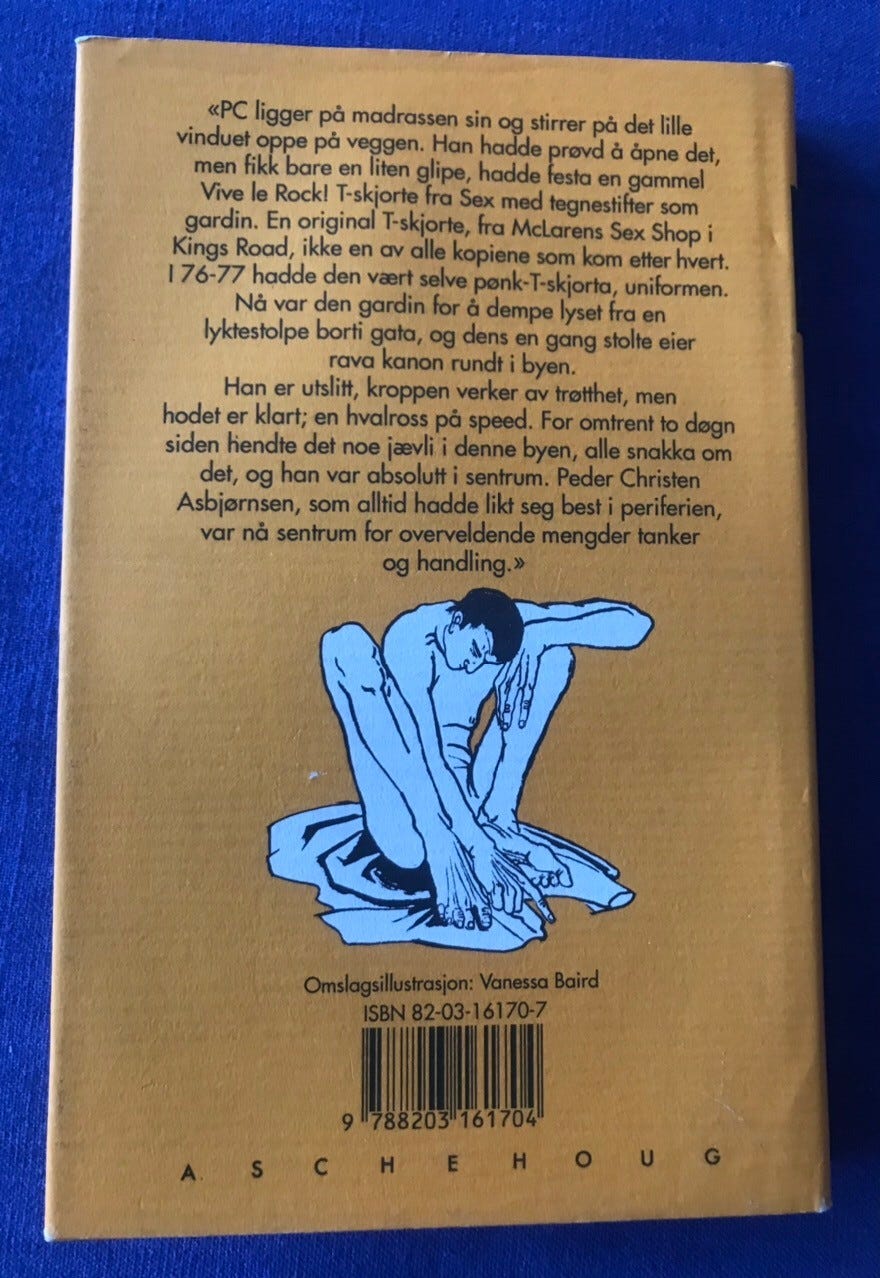 «PC ligger på madrassen sin og stirrer på det lille
vinduet oppe på veggen. Han hadde prøvd å åpne det,
men fikk bare en liten glipe, hadde festa en gammel
Vive le Rock! T-skjorte fra Sex med tegnestifter som
gardin. En original T-skjorte, fra McLarens Sex Shop i
Kings Road, ikke en av alle kopiene som kom etter hvert.
I 76-77 hadde den vært selve pønk-T-skjorta, uniformen.
Nå var den gardin for å dempe lyset fra en
lyktestolpe borti gata, og dens en gang stolte eier
rava kanon rundt i byen.
Han er utslitt, kroppen verker av trøtthet, men
hodet er klart; en hvalross på speed. For omtrent to døgn
siden hendte det noe jævli i denne byen, alle snakka om
det, og han var absolutt i sentrum. Peder Christen
Asbjørnsen, som alltid hadde likt seg best i periferien,
var nå sentrum for overveldende mengder tanker
og handling.»
Omslagsillustrasjon: Vanessa Baird
ISBN 82-03-16170-7
9 788203 161704
ASCHEHOUG